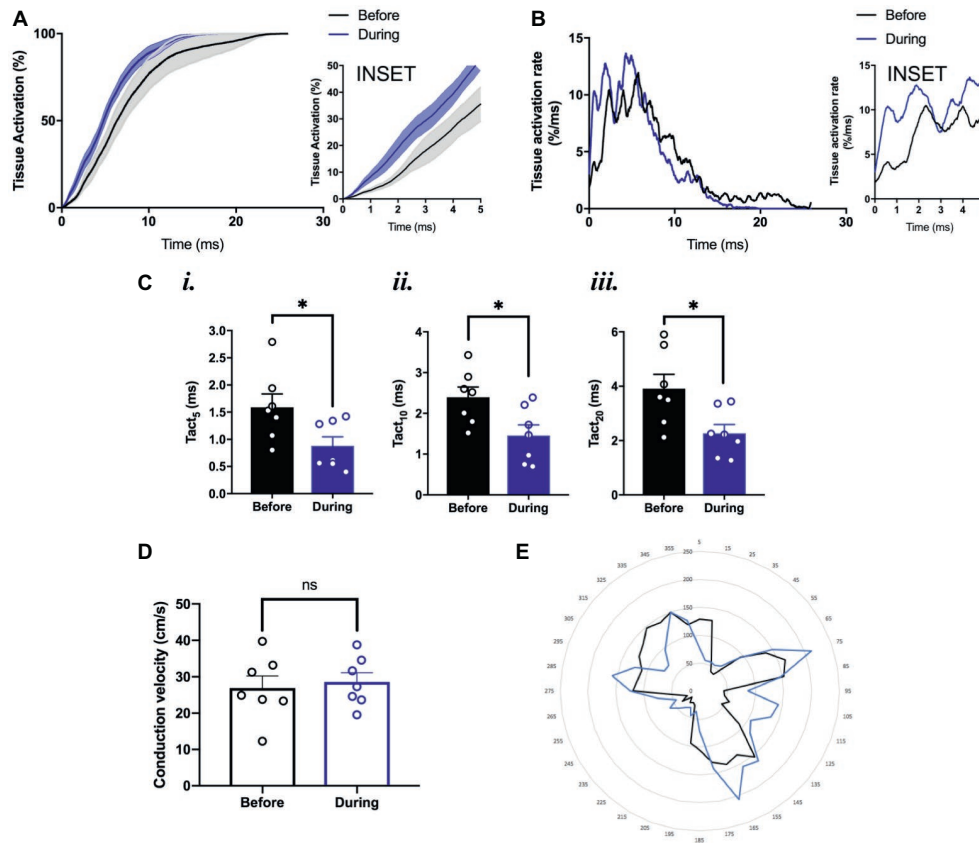 A
Before
During
Tissue Activation (%)
100
50
0
0 10 20 30
Time (ms)
INSET
Tissue Activation (%)
50
40
30
20
10
0
0 1 2 3 4 5
Time (ms)
B
Before
During
Tissue activation rate
(%/ms)
15
10
5
0
0 10 20 30
Time (ms)
INSET
Tissue activation rate
(%/ms)
15
10
5
0
0 1 2 3 4 5
Time (ms)
C
i.
*
Tact5 (ms)
3.0
2.5
2.0
1.5
1.0
0.5
0.0
Before During
ii.
*
Tact10 (ms)
4
3
2
1
0
Before During
iii.
*
Tact20 (ms)
6
4
2
0
Before During
D
ns
Conduction velocity (cm/s)
50
40
30
20
10
0
Before During
E
5
15
25
35
45
55
65
75
85
95
105
115
125
135
145
155
165
175
185
195
205
215
225
235
245
255
265
275
285
295
305
315
325
335
345
355
250
200
150
100
50
0